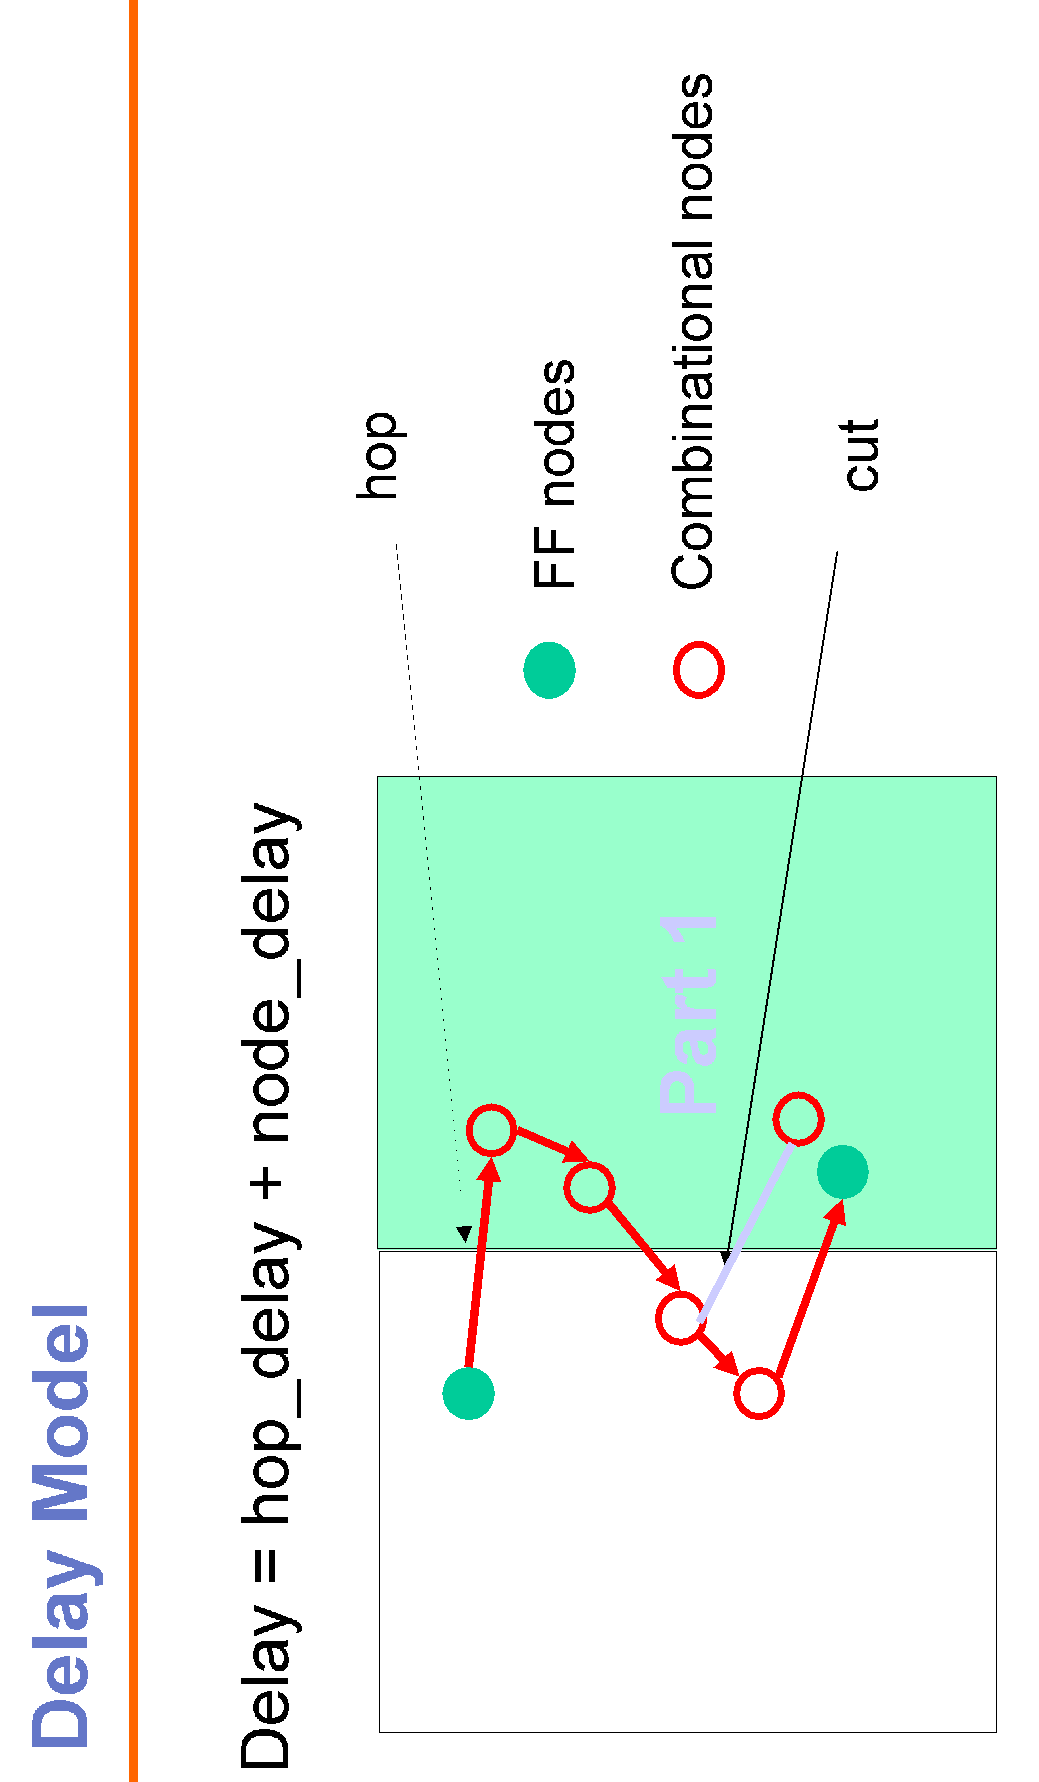 Delay Model
Delay = hop_delay + node_delay
hop
FF nodes
Combinational nodes
Part 1
cut